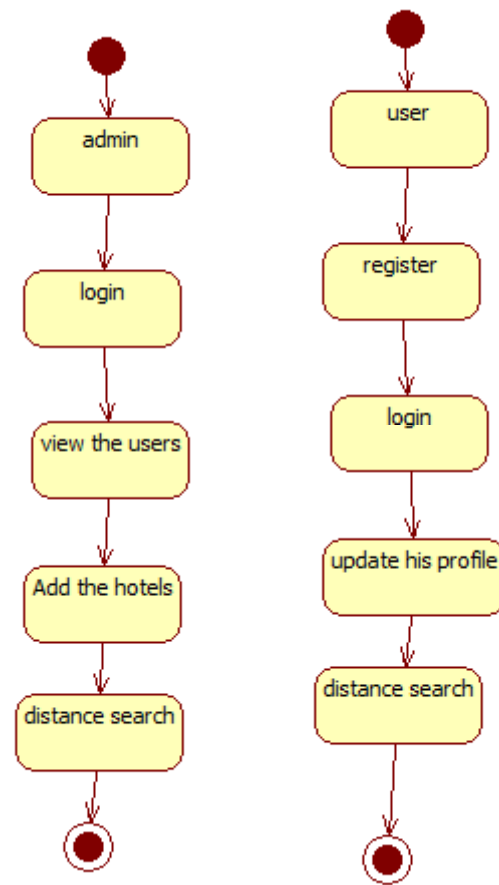 admin
login
view the users
Add the hotels
distance search
user
register
login
update his profile
distance search